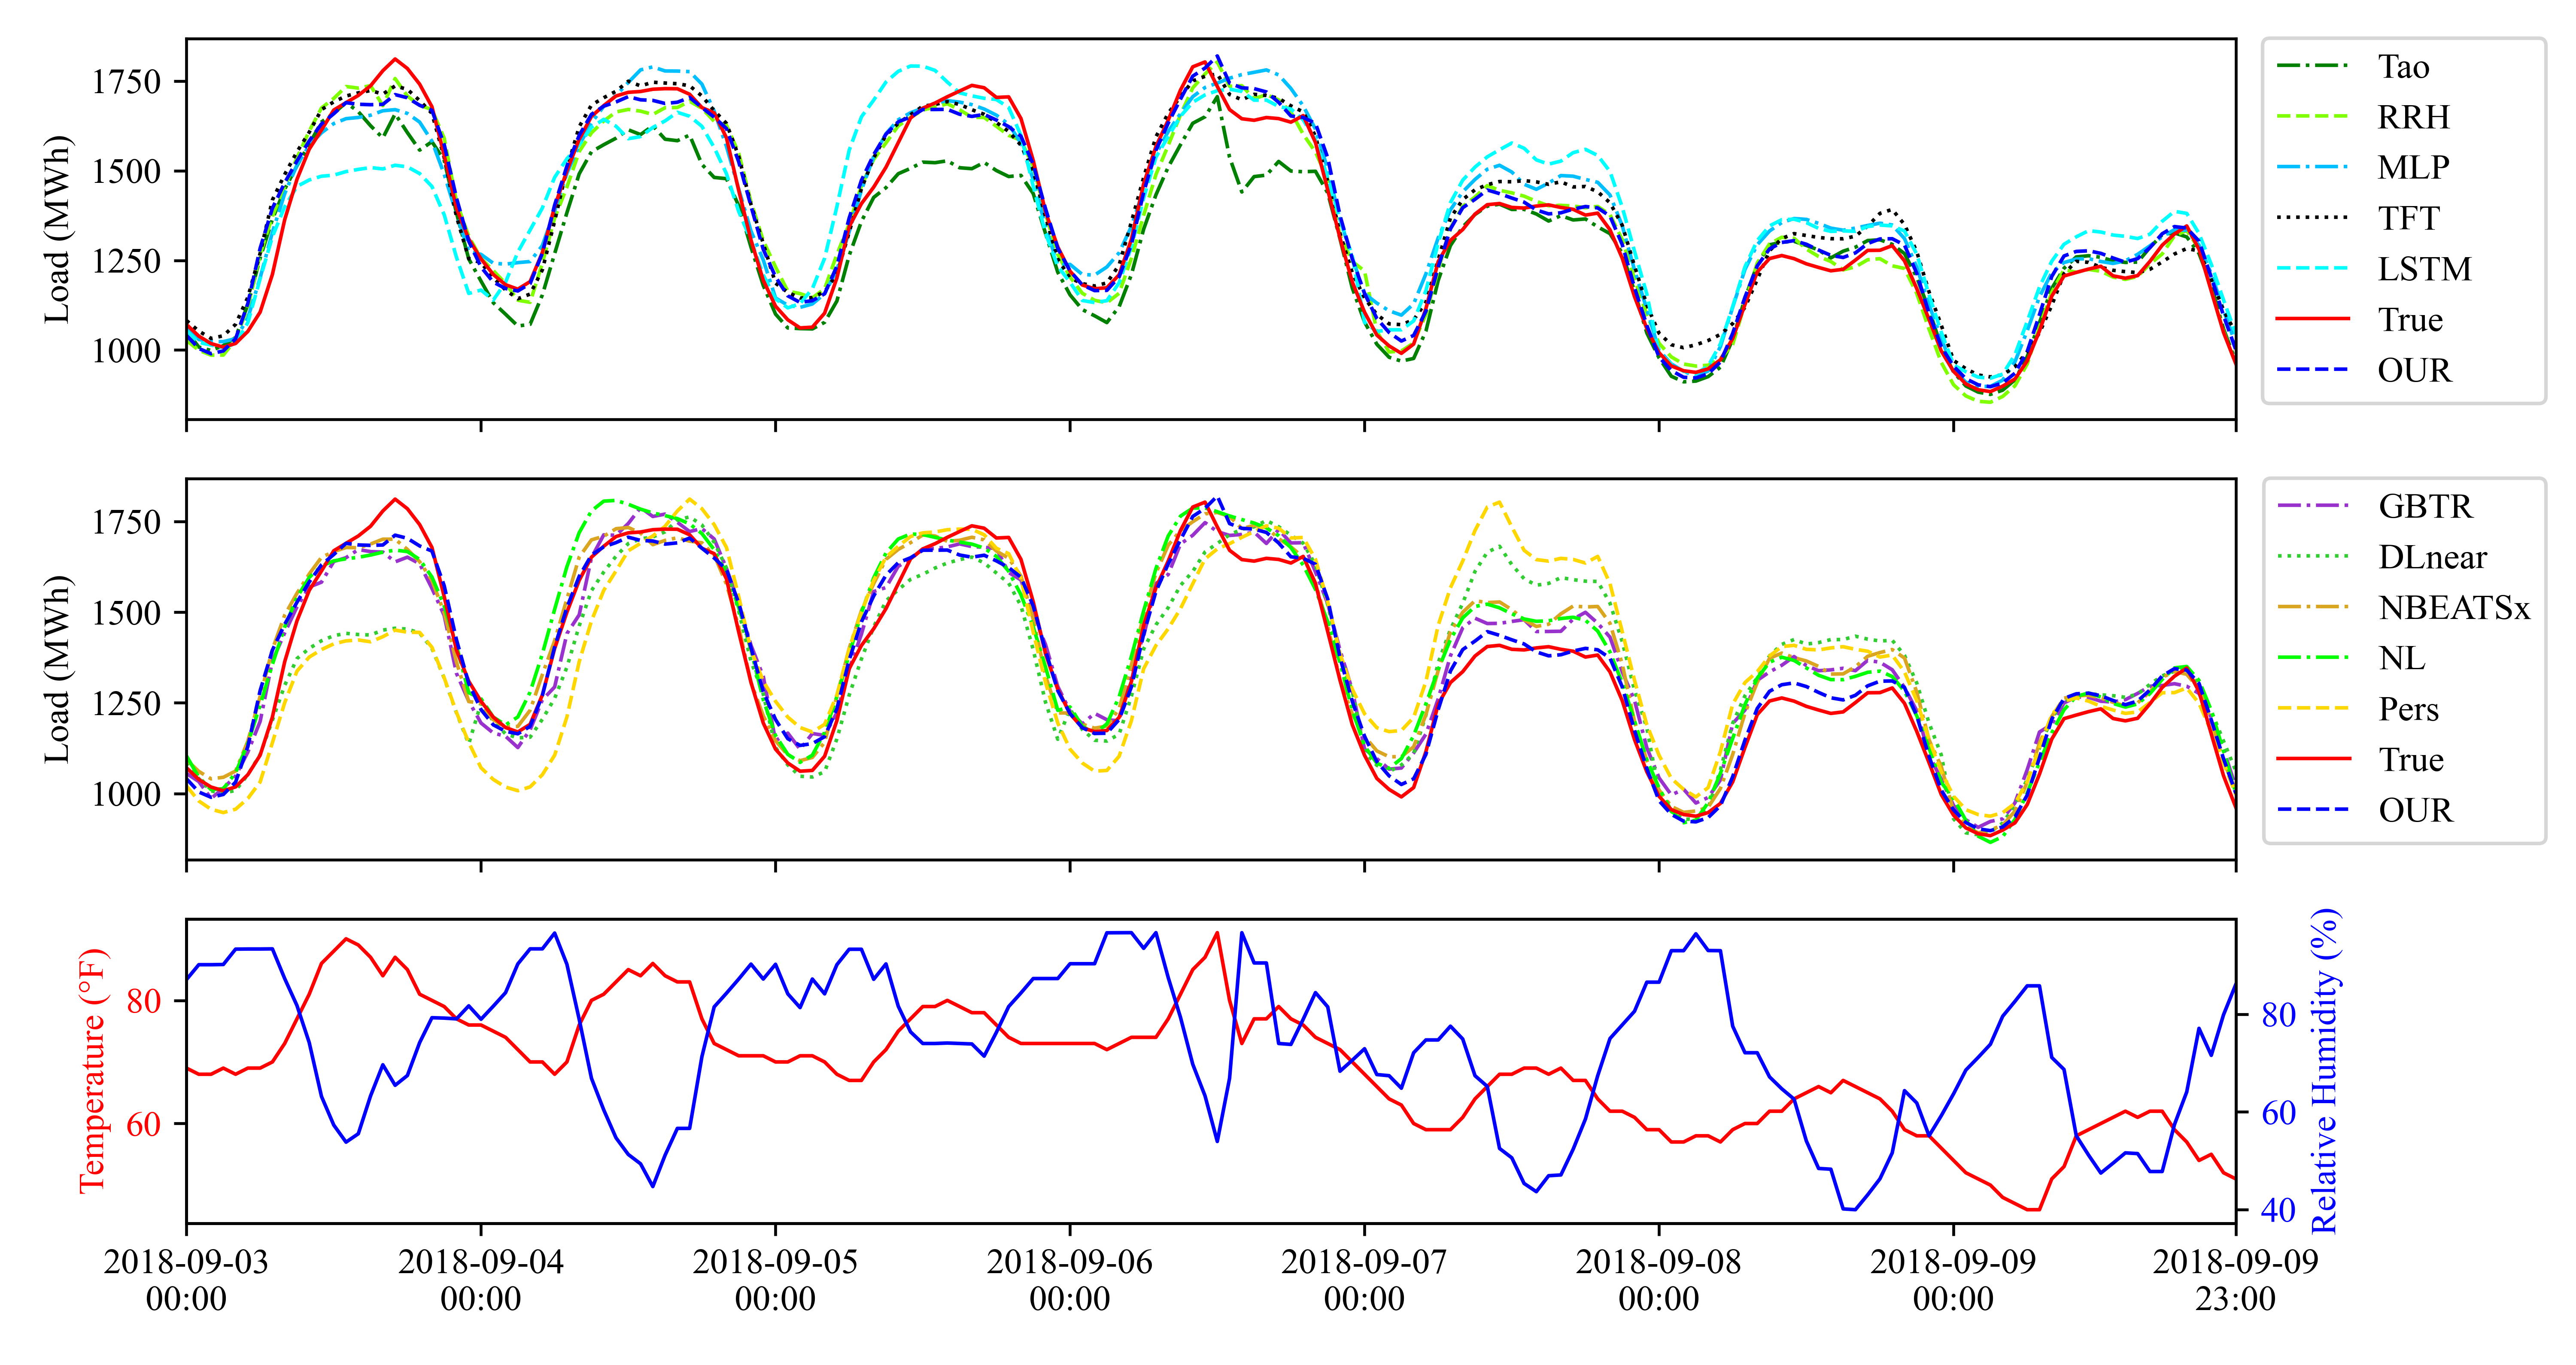 1750
1500
1250
1000
Load (MWh)
Tao
RRH
MLP
TFT
LSTM
True
OUR
1750
1500
1250
1000
Load (MWh)
GBTR
DLnear
NBEATSx
NL
Pers
True
OUR
80
60
Temperature (°F)
80
60
40
Relative Humidity (%)
2018-09-03 2018-09-04 2018-09-05 2018-09-06 2018-09-07 2018-09-08 2018-09-09 2018-09-09
00:00 00:00 00:00 00:00 00:00 00:00 00:00 23:00